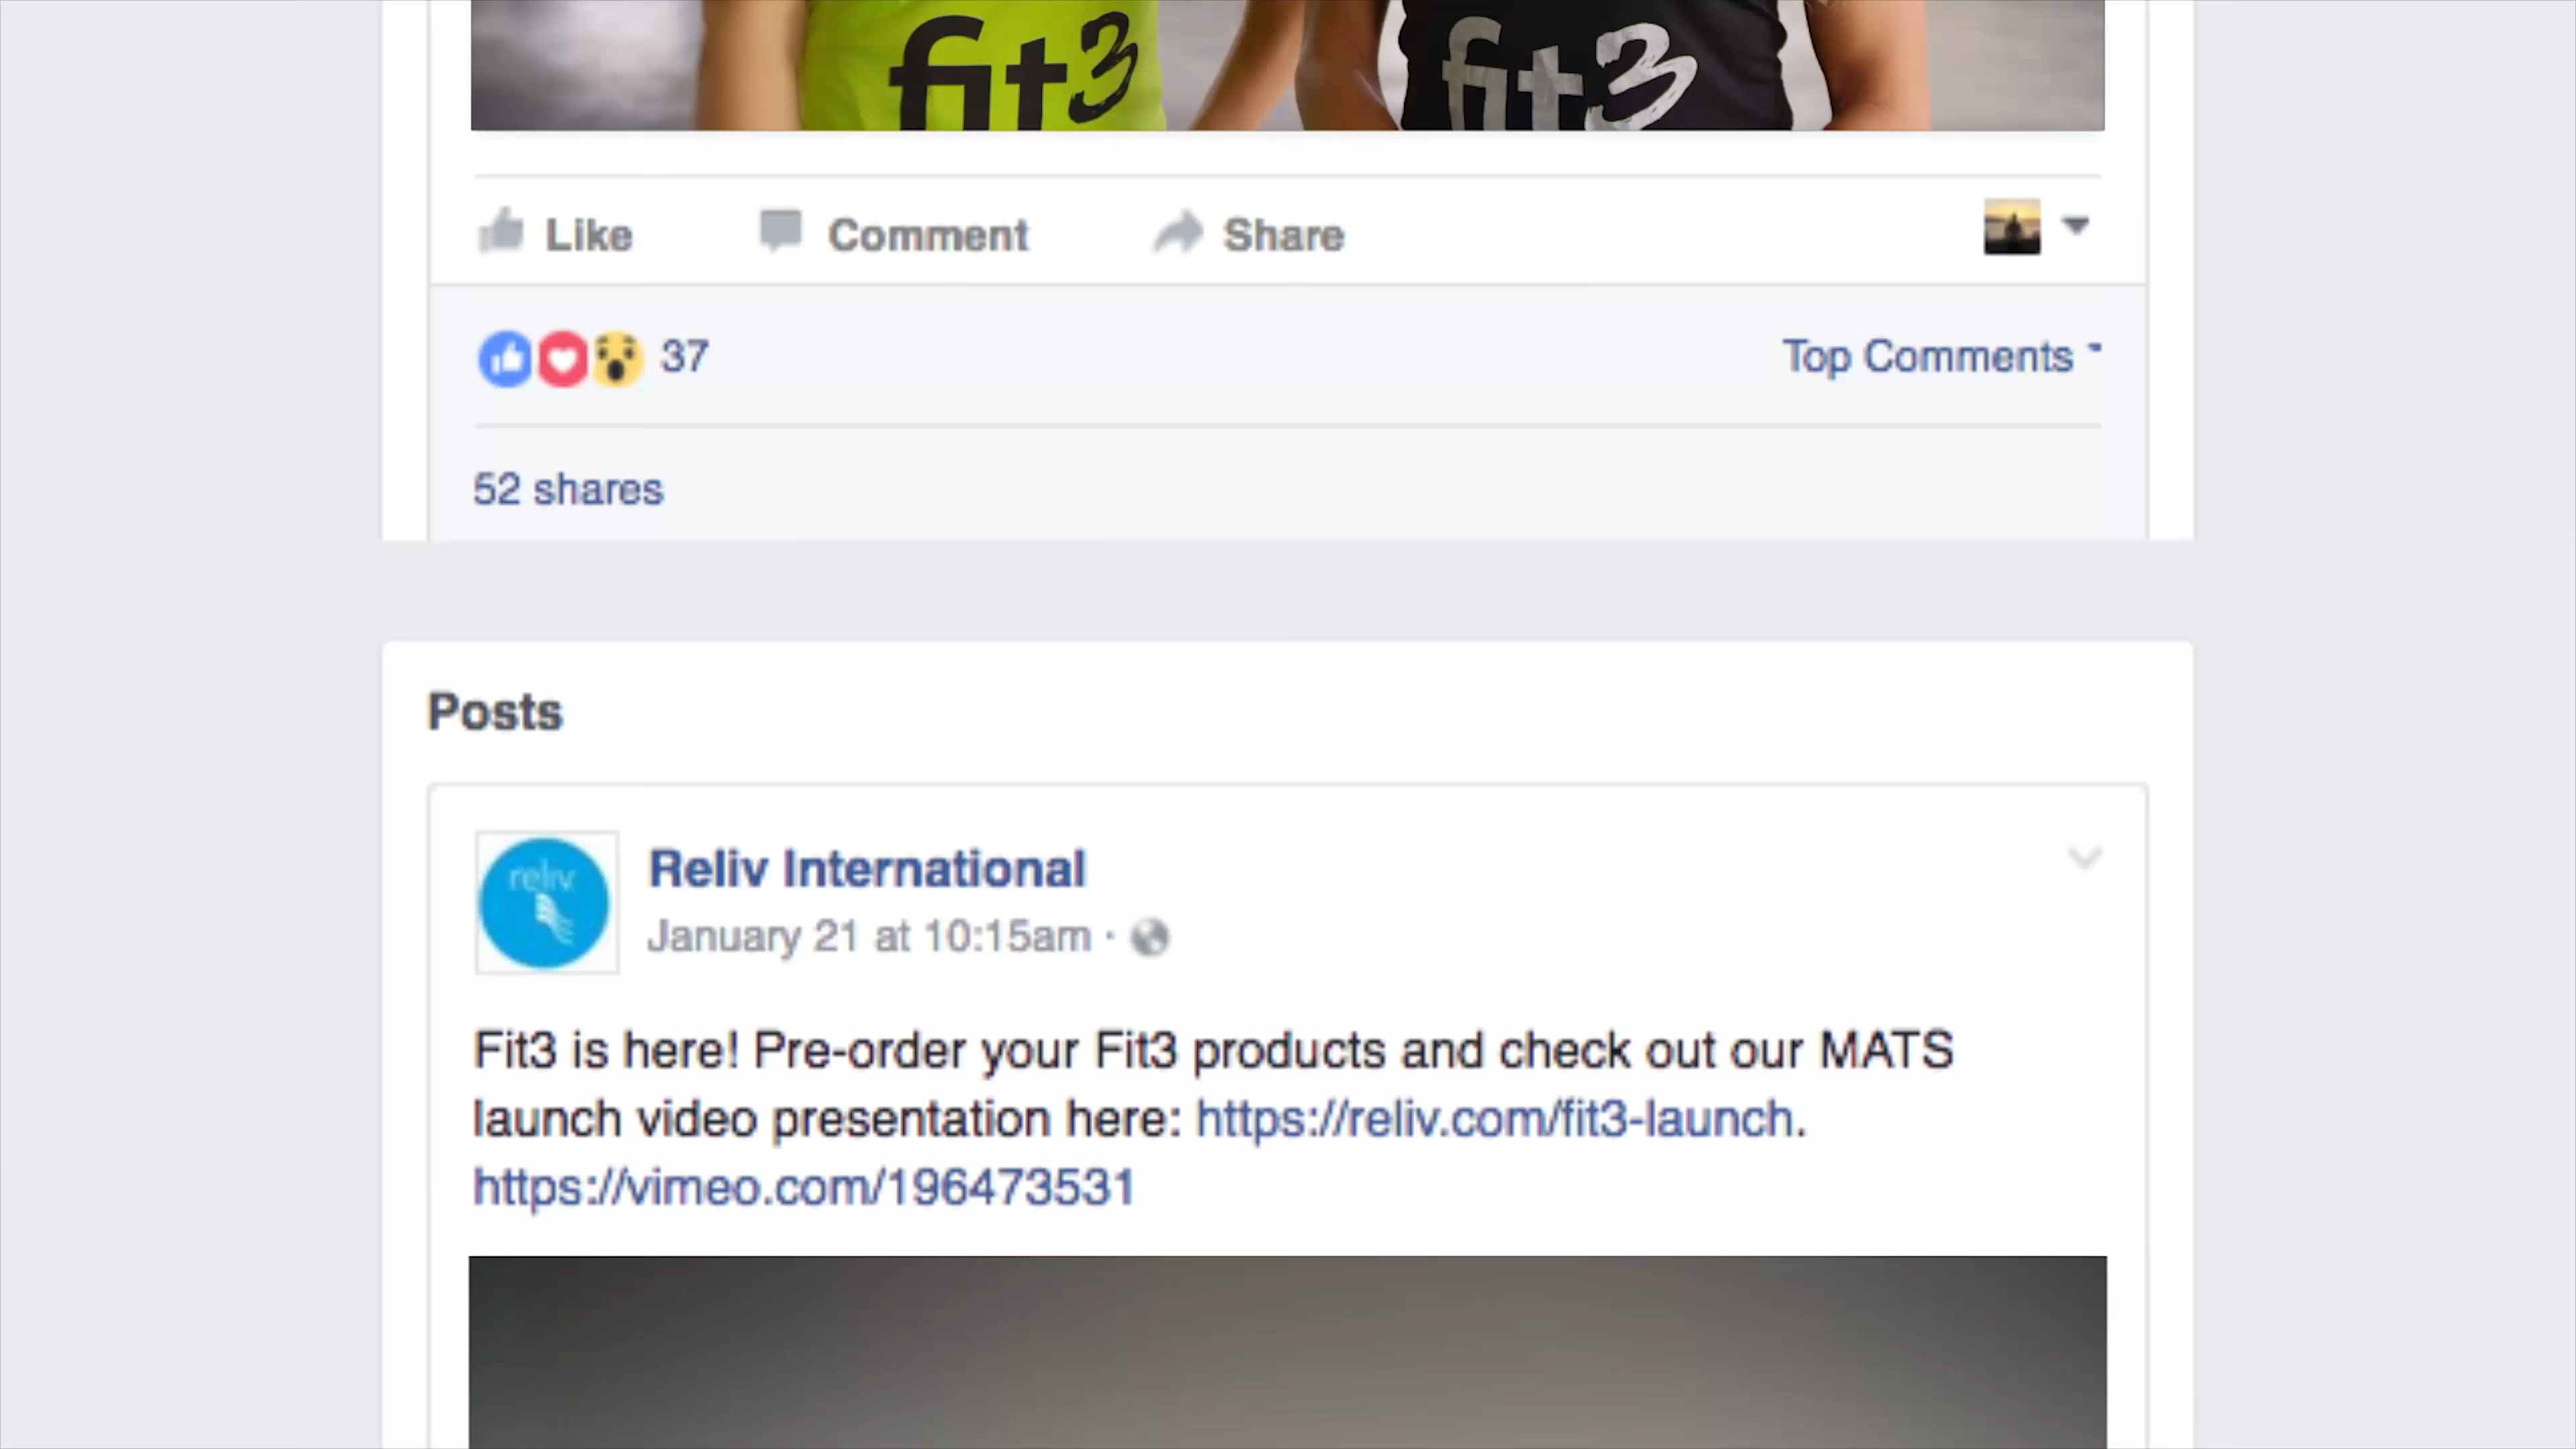 fit3 fit3
Like Comment Share
37 Top Comments
52 shares
Posts
reliv
Reliv International
January 21 at 10:15am ·
Fit3 is here! Pre-order your Fit3 products and check out our MATS
launch video presentation here: https://reliv.com/fit3-launch.
https://vimeo.com/196473531